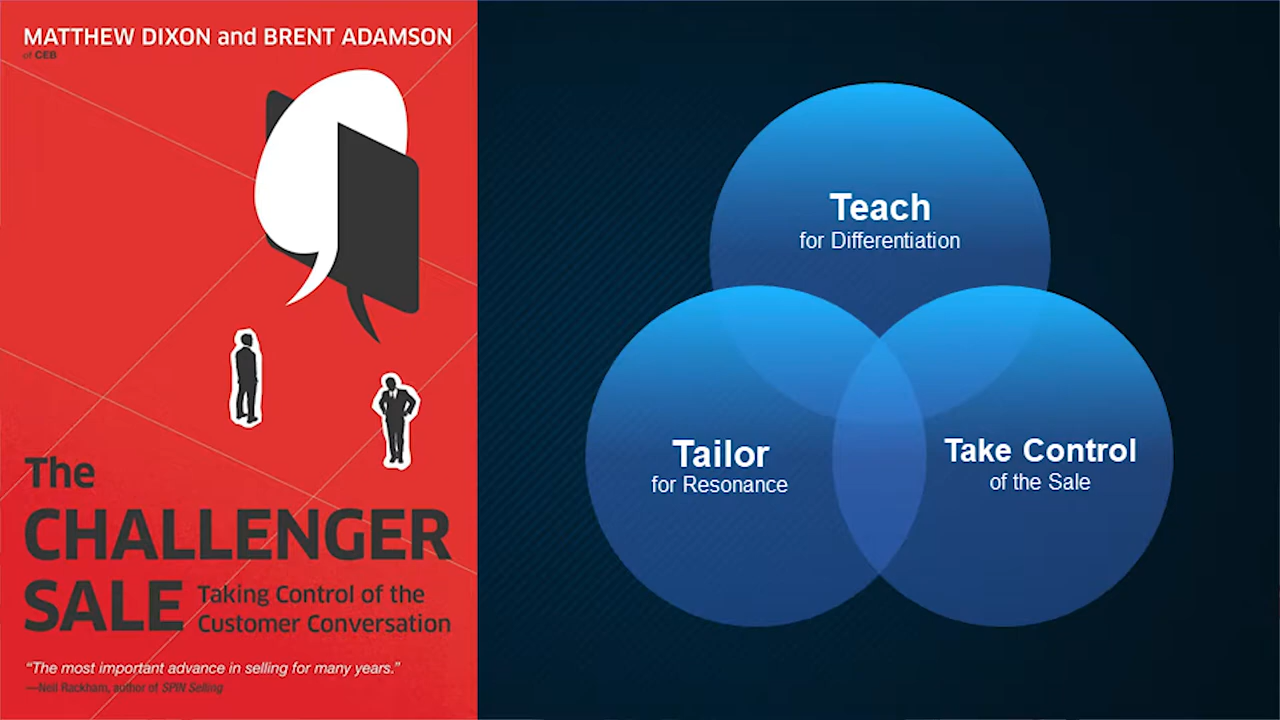 MATTHEW DIXON and BRENT ADAMSON
of CEB
The
CHALLENGER
SALE
Taking Control of the
Customer Conversation
“The most important advance in selling for many years.”
—Neil Rackham, author of SPIN Selling
Teach
for Differentiation
Tailor
for Resonance
Take Control
of the Sale